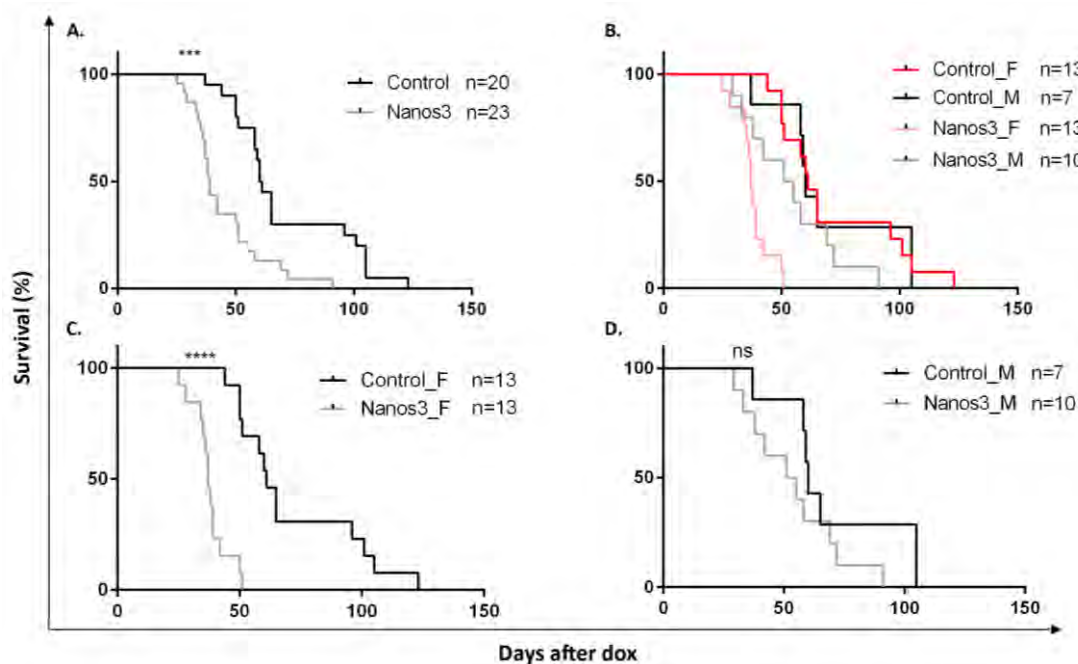 A.
***
100
50
0
0 50 100 150
Control n=20
Nanos3 n=23
B.
100
50
0
0 50 100 150
Control_F n=13
Control_M n=7
Nanos3_F n=13
Nanos3_M n=10
C.
****
100
50
0
0 50 100 150
Control_F n=13
Nanos3_F n=13
D.
ns
100
50
0
0 50 100 150
Control_M n=7
Nanos3_M n=10
Survival (%)
Days after dox